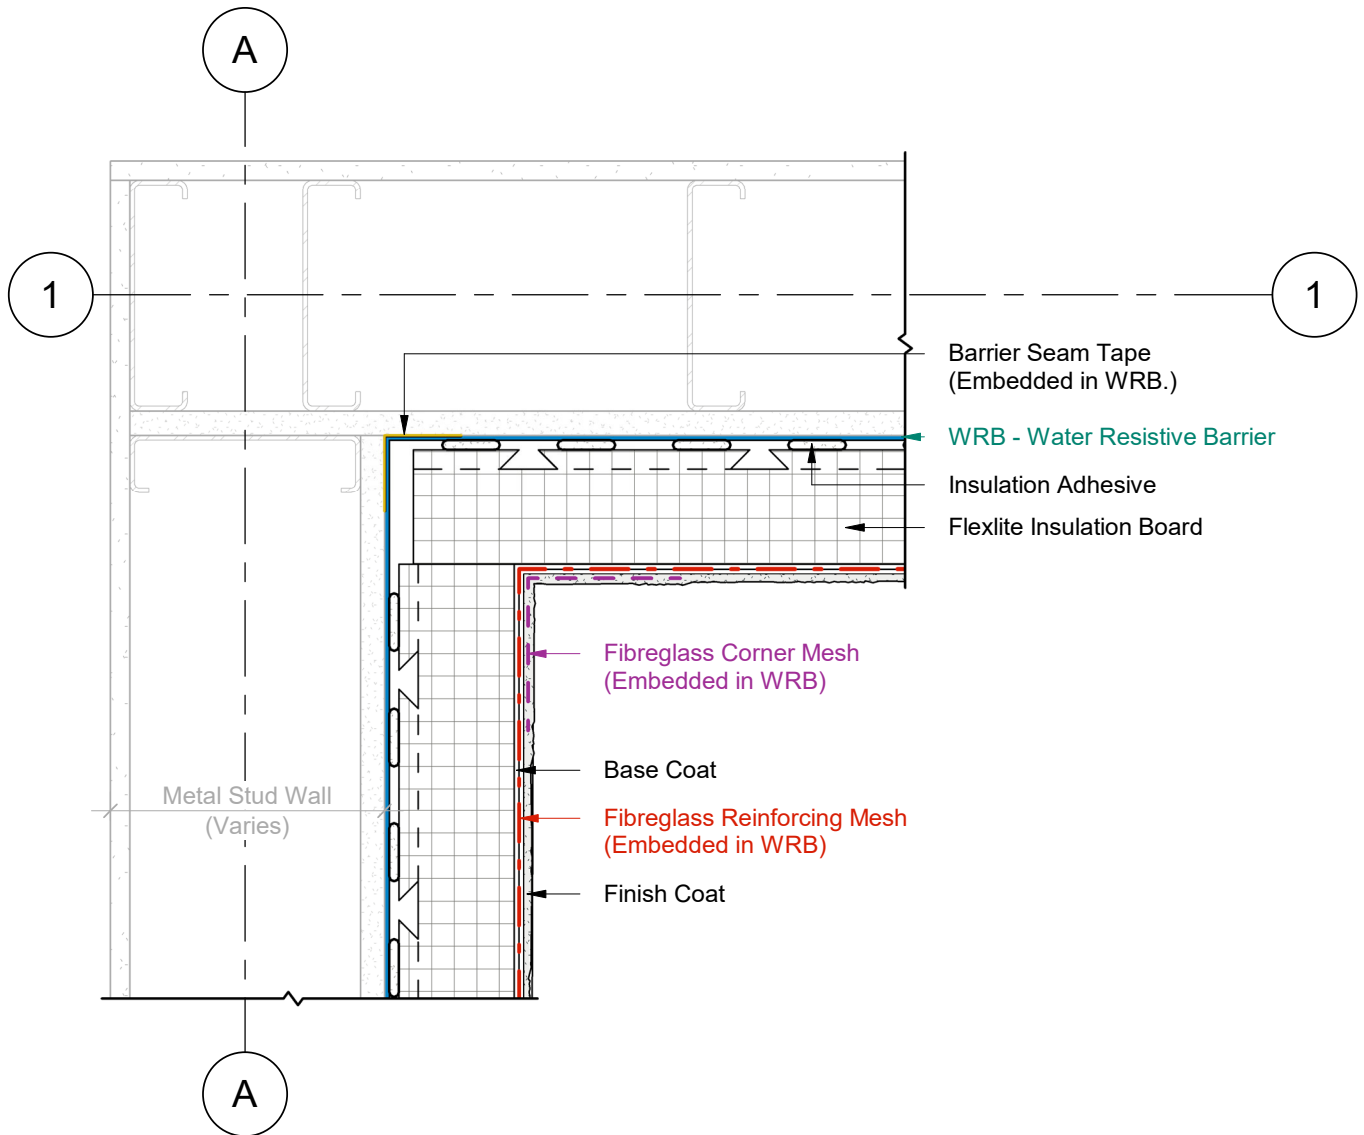 A
1
1
Barrier Seam Tape
(Embedded in WRB.)
WRB - Water Resistive Barrier
Insulation Adhesive
Flexlite Insulation Board
Fibreglass Corner Mesh
(Embedded in WRB)
Base Coat
Metal Stud Wall
(Varies)
Fibreglass Reinforcing Mesh
(Embedded in WRB)
Finish Coat
A